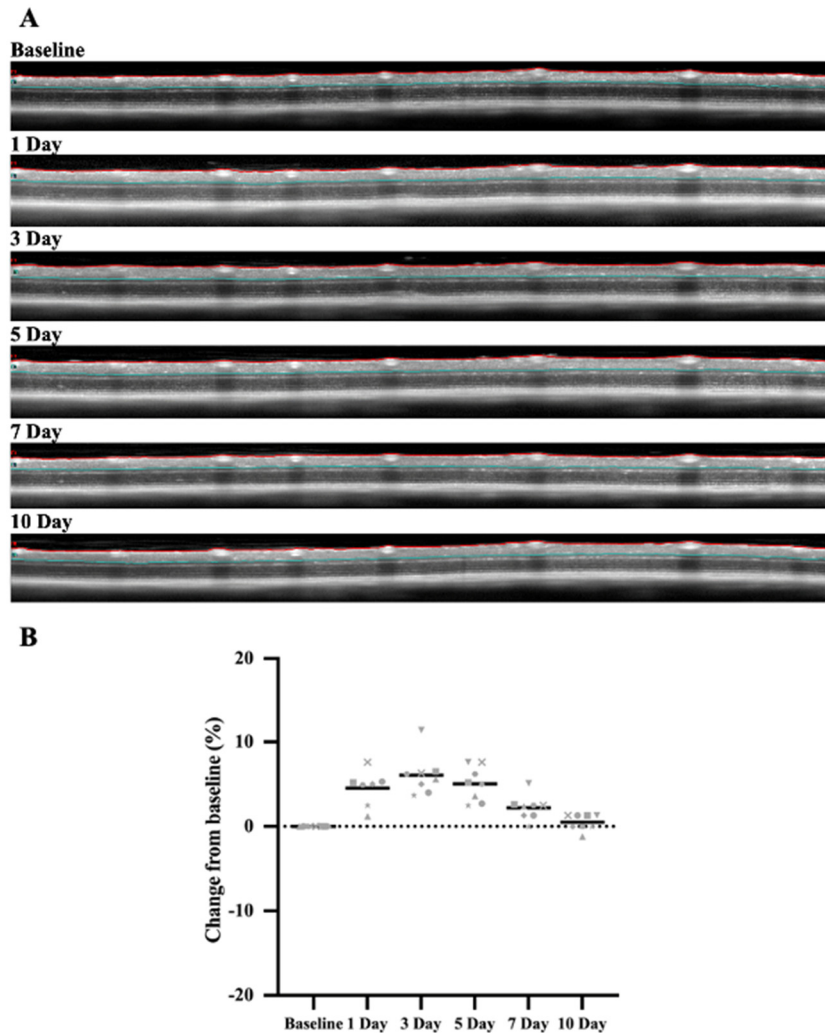 A
Baseline
1 Day
3 Day
5 Day
7 Day
10 Day
B
Change from baseline (%)
20
10
0
-10
-20
Baseline 1 Day 3 Day 5 Day 7 Day 10 Day